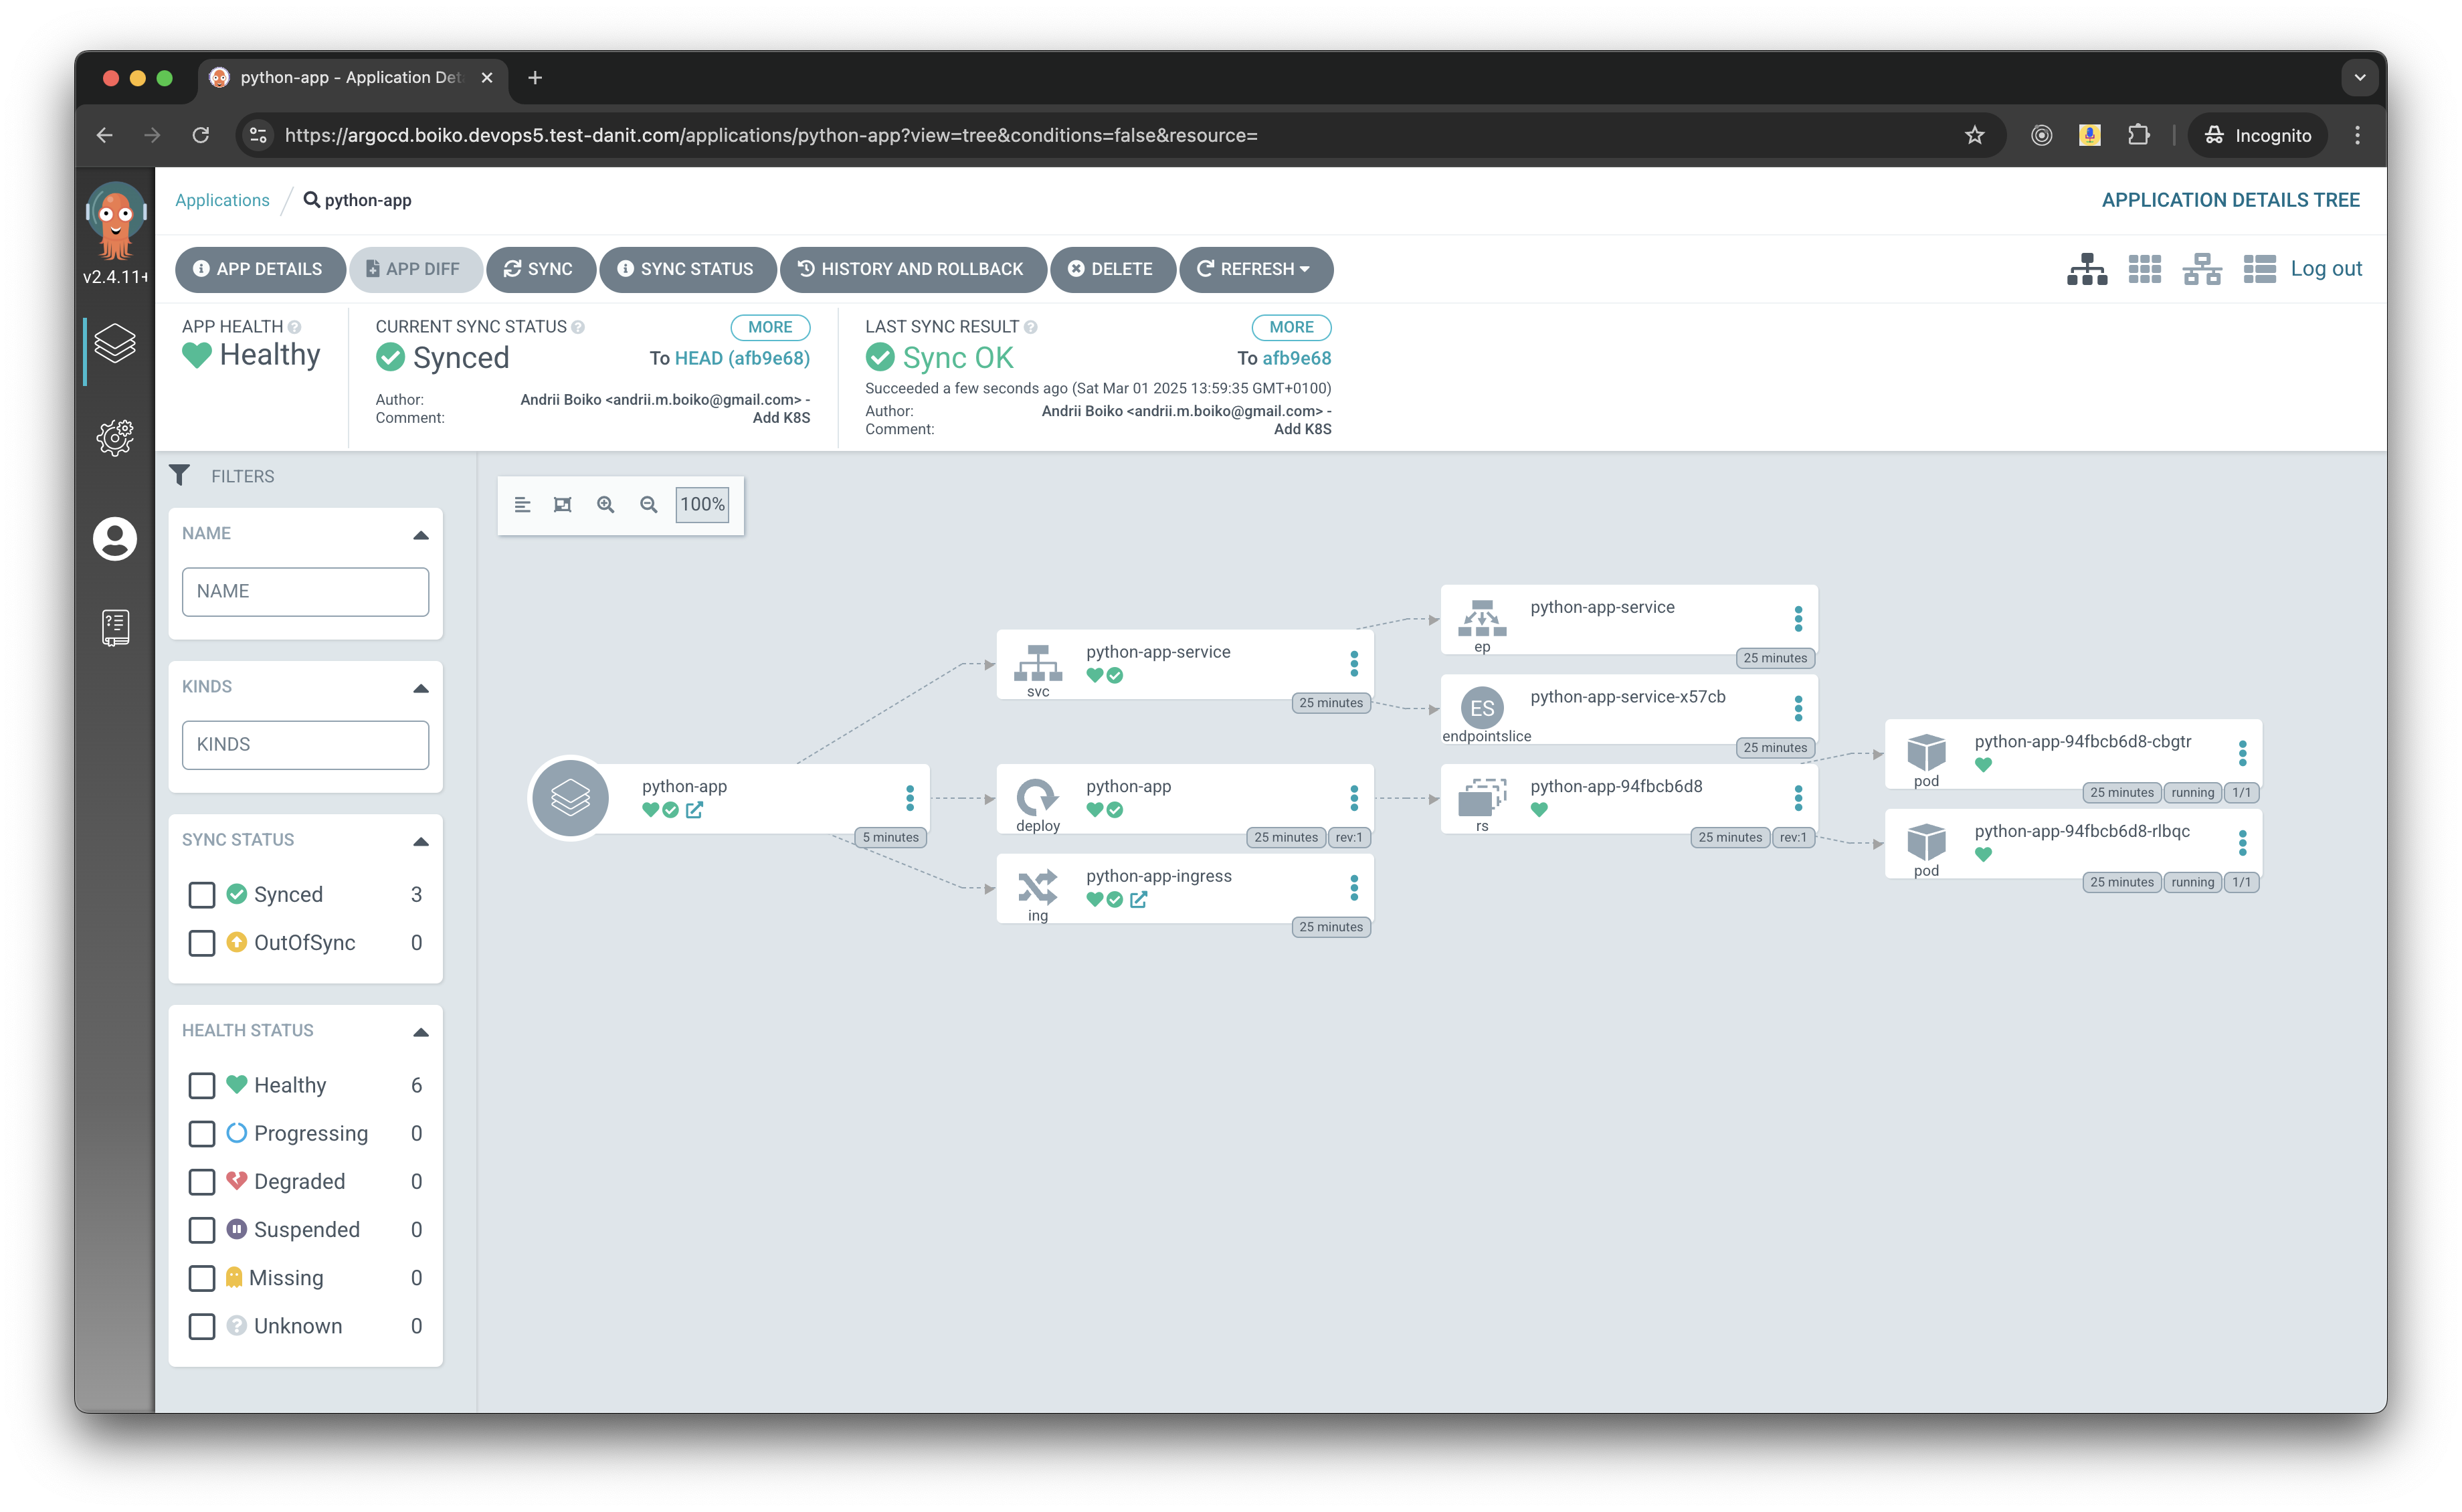 python-app - Application Det
https://argocd.boiko.devops5.test-danit.com/applications/python-app?view=tree&conditions=false&resource=
Incognito
v2.4.11+
Applications / python-app
APPLICATION DETAILS TREE
APP DETAILS
APP DIFF
SYNC
SYNC STATUS
HISTORY AND ROLLBACK
DELETE
REFRESH
Log out
APP HEALTH
Healthy
CURRENT SYNC STATUS
MORE
Synced
To HEAD (afb9e68)
Author: Andrii Boiko <andrii.m.boiko@gmail.com> -
Comment: Add K8S
LAST SYNC RESULT
MORE
Sync OK
To afb9e68
Succeeded a few seconds ago (Sat Mar 01 2025 13:59:35 GMT+0100)
Author: Andrii Boiko <andrii.m.boiko@gmail.com> -
Comment: Add K8S
FILTERS
NAME
NAME
KINDS
KINDS
SYNC STATUS
Synced 3
OutOfSync 0
HEALTH STATUS
Healthy 6
Progressing 0
Degraded 0
Suspended 0
Missing 0
Unknown 0
100%
python-app
5 minutes
svc
python-app-service
25 minutes
deploy
python-app
25 minutes rev:1
ing
python-app-ingress
25 minutes
ep
python-app-service
25 minutes
ES
endpointslice
python-app-service-x57cb
25 minutes
rs
python-app-94fbcb6d8
25 minutes rev:1
pod
python-app-94fbcb6d8-cbgtr
25 minutes running 1/1
pod
python-app-94fbcb6d8-rlbqc
25 minutes running 1/1